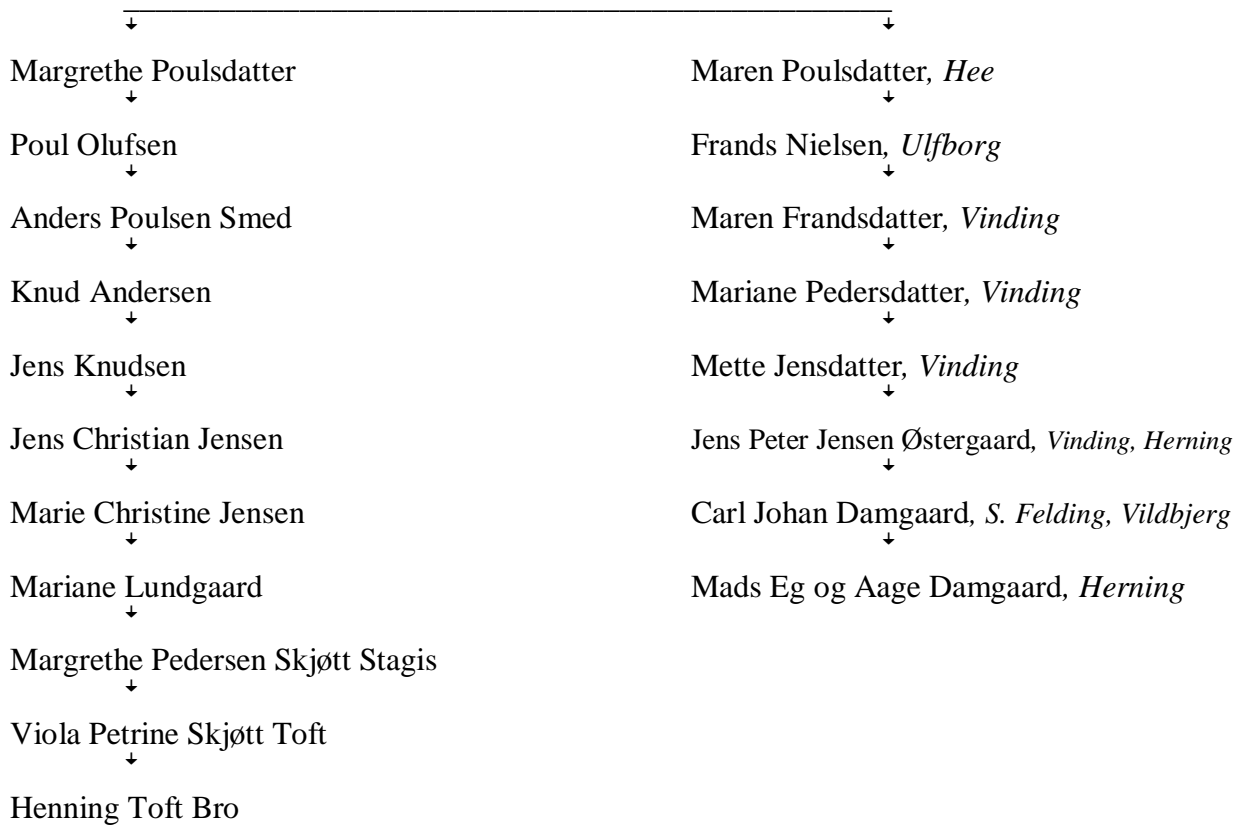 Margrethe Poulsdatter
Maren Poulsdatter, Hee
Poul Olufsen
Frands Nielsen, Ulfborg
Anders Poulsen Smed
Maren Frandsdatter, Vinding
Knud Andersen
Mariane Pedersdatter, Vinding
Jens Knudsen
Mette Jensdatter, Vinding
Jens Christian Jensen
Jens Peter Jensen Østergaard, Vinding, Herning
Marie Christine Jensen
Carl Johan Damgaard, S. Felding, Vildbjerg
Mariane Lundgaard
Mads Eg og Aage Damgaard, Herning
Margrethe Pedersen Skjøtt Stagis
Viola Petrine Skjøtt Toft
Henning Toft Bro